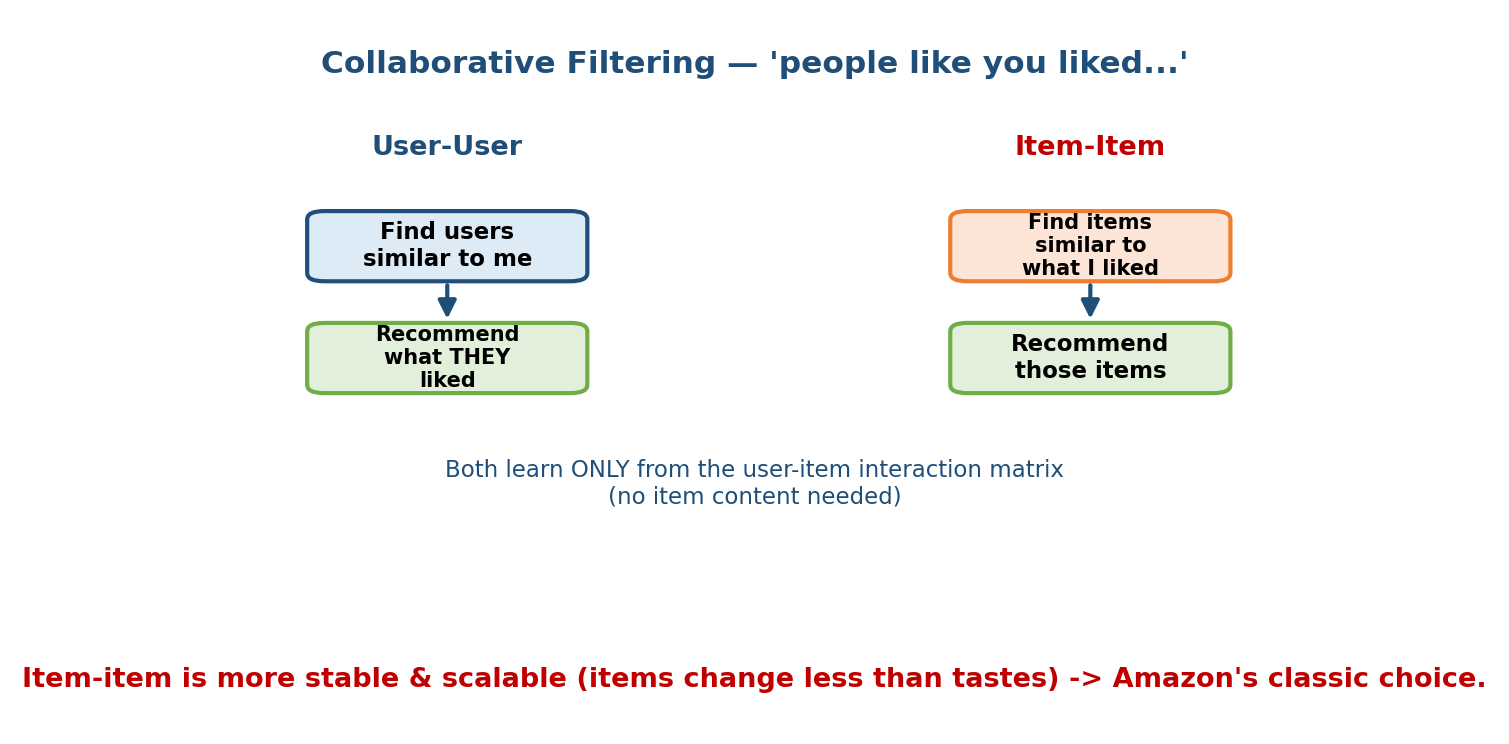 Collaborative Filtering — 'people like you liked...'
User-User
Find users
similar to me
Recommend
what THEY
liked
Item-Item
Find items
similar to
what I liked
Recommend
those items
Both learn ONLY from the user-item interaction matrix
(no item content needed)
Item-item is more stable & scalable (items change less than tastes) -> Amazon's classic choice.